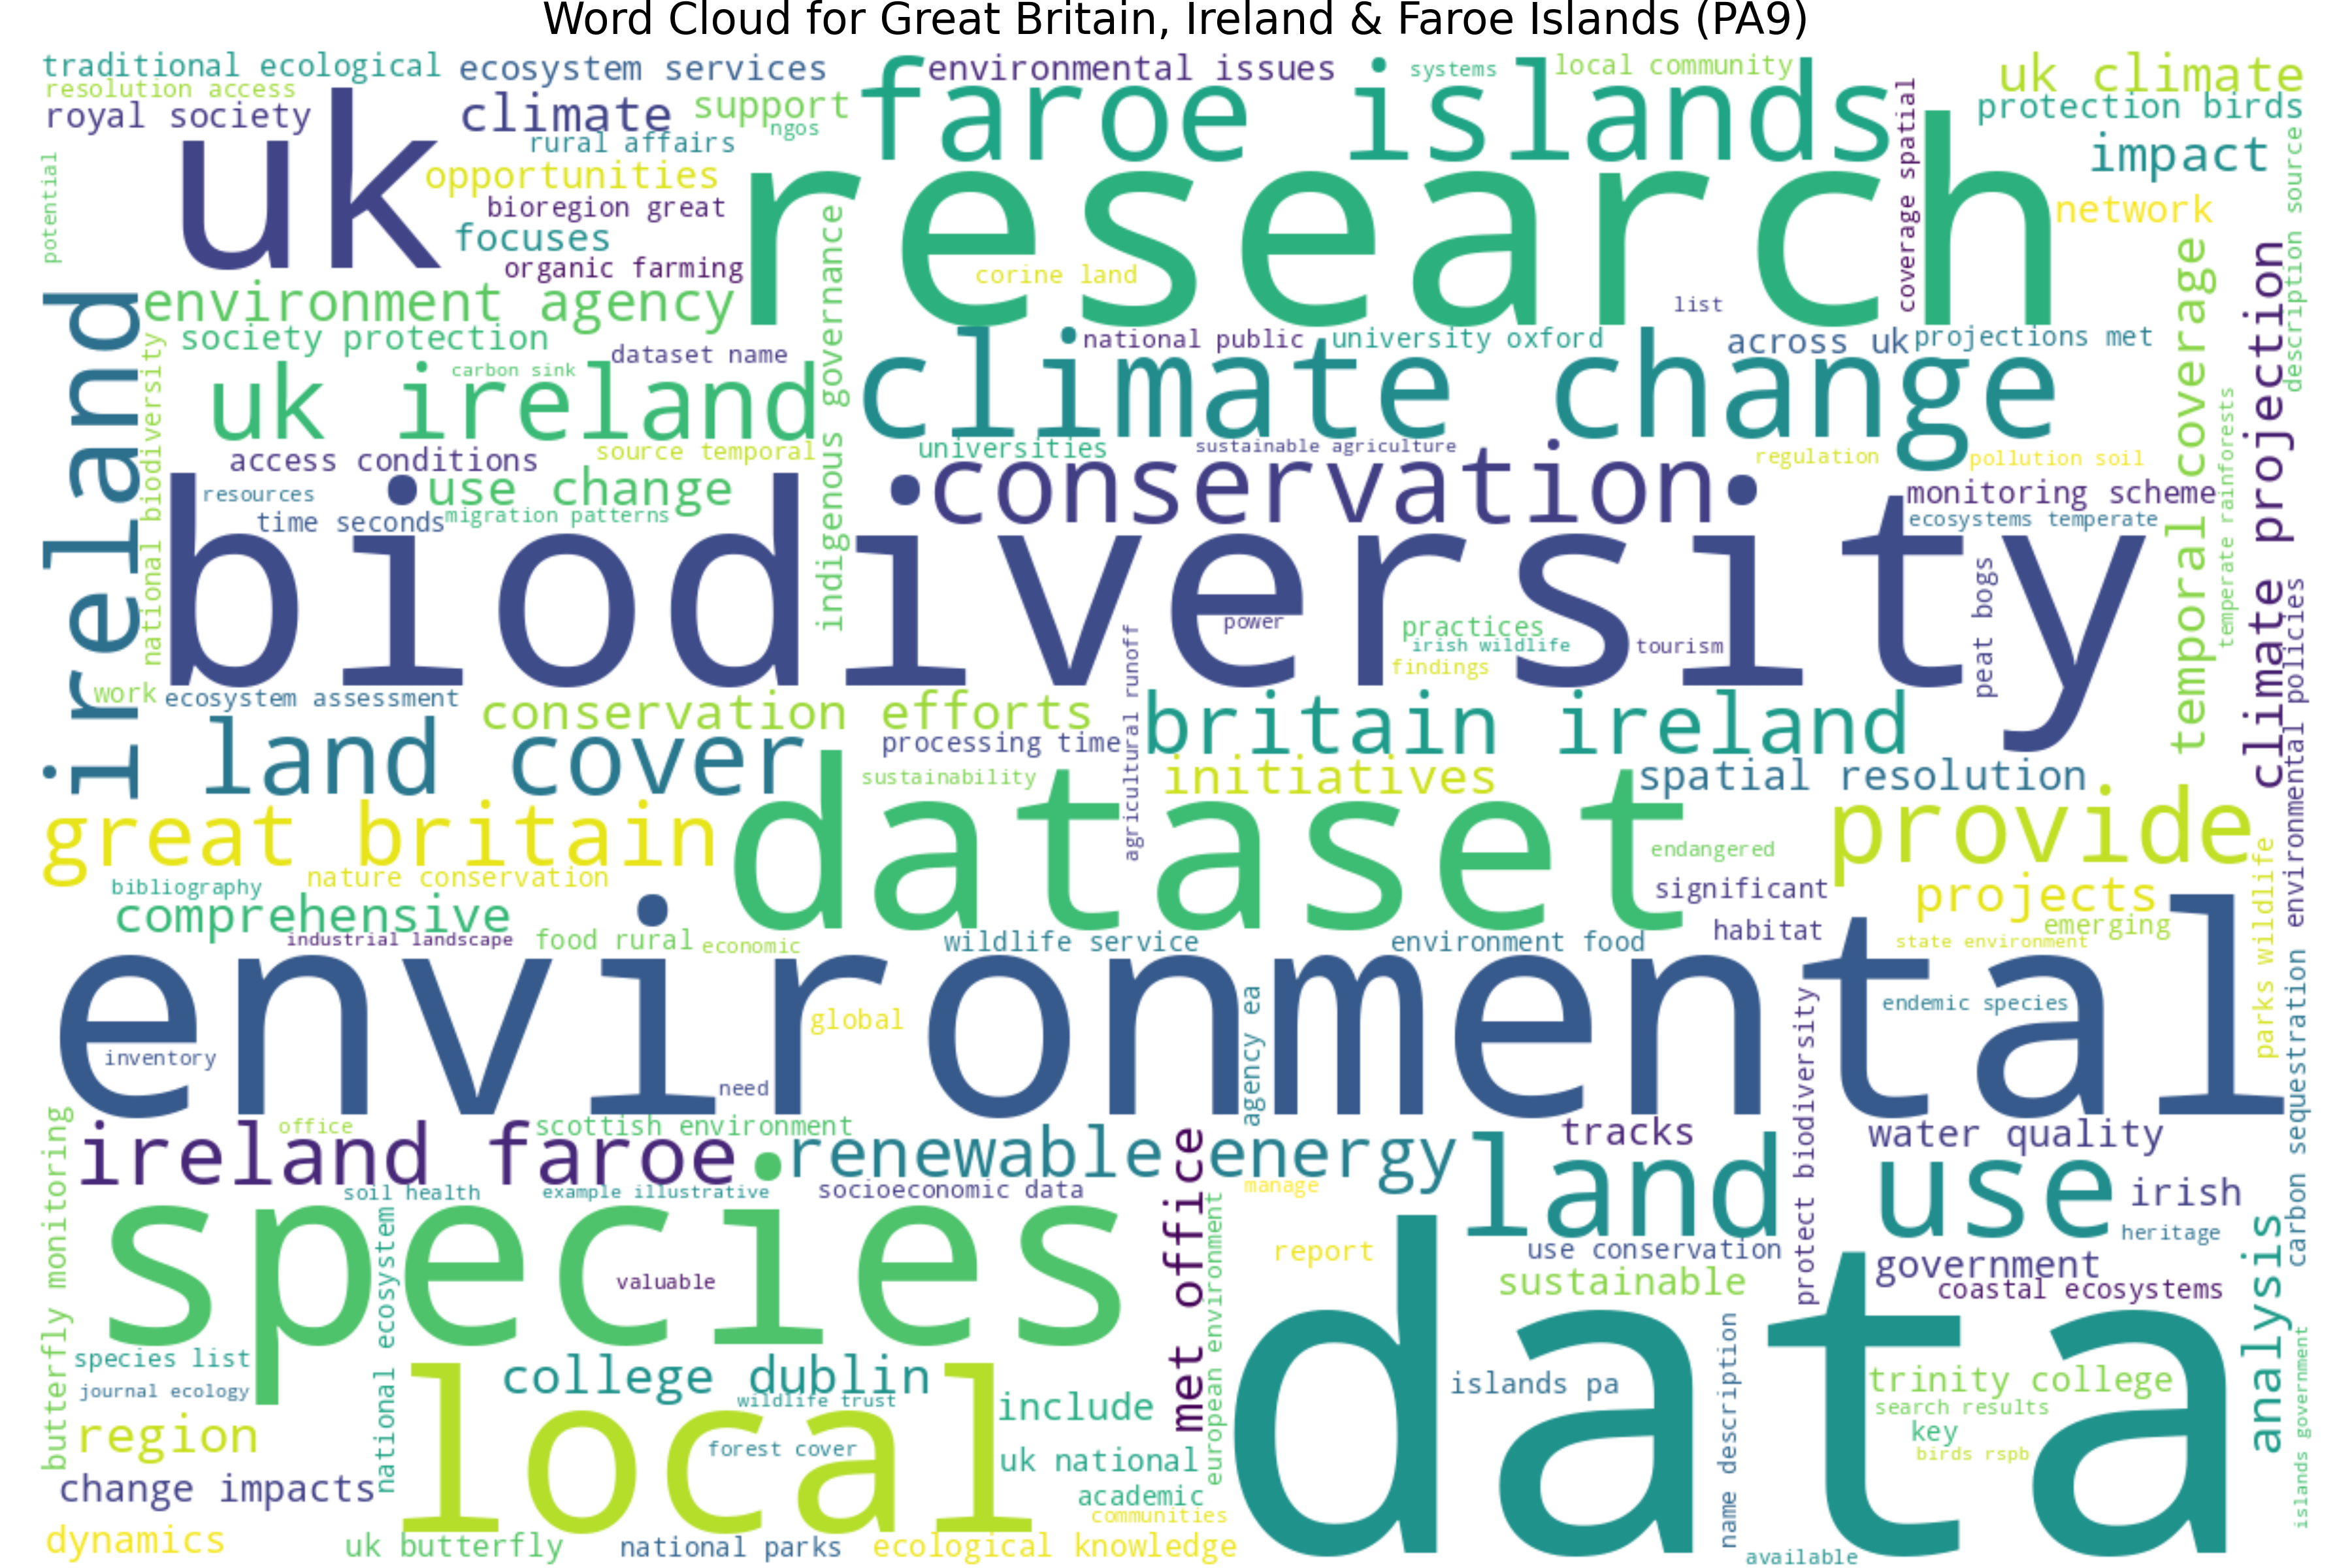 Word Cloud for Great Britain, Ireland & Faroe Islands (PA9)
traditional ecological
ecosystem services
faroe islands
environmental issues
systems
local community
uk climate
resolution access
royal society
uk
climate
support
ngos
rural affairs
coverage spatial
protection birds
impact
description source
potential
opportunities
bioregion great
focuses
organic farming
research
indigenous governance
corine land
list
network
temporal coverage
climate projection
ireland
environment agency
society protection
national biodiversity
dataset name
uk ireland
carbon sink
climate change
national public
university oxford
across uk
projections met
temperate rainforests
access conditions
source temporal
universities
sustainable agriculture
regulation
pollution soil
resources
use change
conservation
monitoring scheme
time seconds
migration patterns
ecosystems temperate
biodiversity
power
practices
irish wildlife
findings
tourism
peat bogs
environmental policies
work
ecosystem assessment
conservation efforts
agricultural runoff
britain ireland
land cover
processing time
sustainability
initiatives
spatial resolution
great britain
dataset
provide
endangered
parks wildlife
bibliography
nature conservation
significant
projects
comprehensive
industrial landscape
food rural
economic
wildlife service
environment food
habitat
emerging
state environment
environmental
inventory
global
need
agency ea
endemic species
protect biodiversity
carbon sequestration
butterfly monitoring
office
scottish environment
ireland faroe
renewable energy
met office
tracks
water quality
land use
irish
soil health
example illustrative
socioeconomic data
manage
heritage
species
national ecosystem
valuable
european environment
report
use conservation
sustainable
government
coastal ecosystems
analysis
species list
journal ecology
college dublin
wildlife trust
data
islands pa
name description
trinity college
search results
key
birds rspb
islands government
region
local
forest cover
include
uk national
change impacts
academic
communities
dynamics
uk butterfly
national parks
ecological knowledge
available